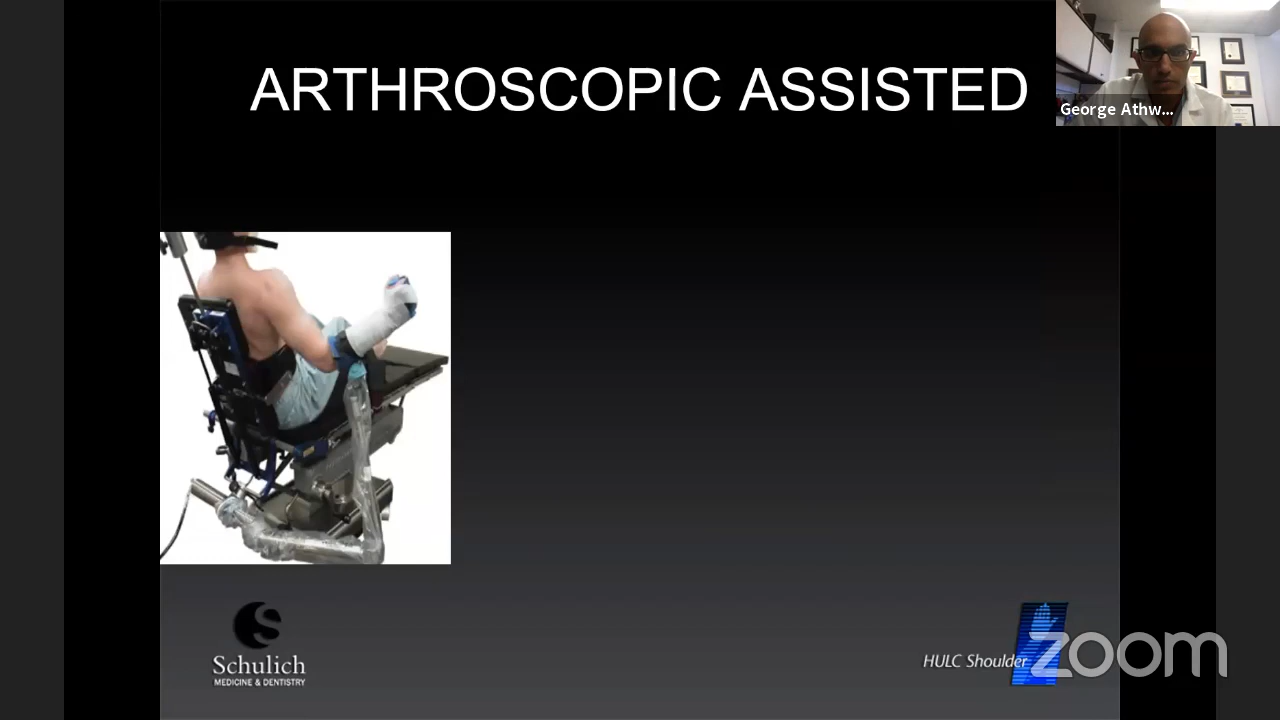 ARTHROSCOPIC ASSISTED
George Athw...
Schulich
MEDICINE & DENTISTRY
HULC Shoulder
zoom